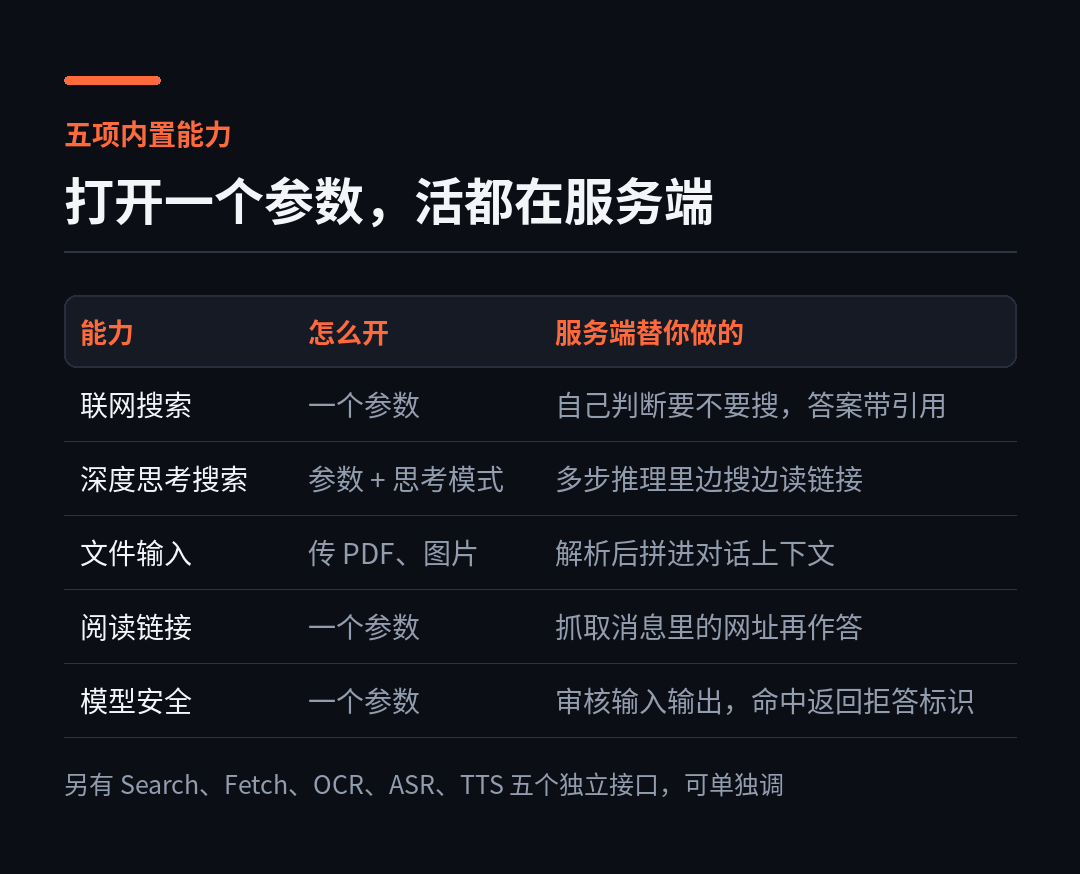 五项内置能力
打开一个参数，活都在服务端
能力 怎么开 服务端替你做的
联网搜索 一个参数 自己判断要不要搜，答案带引用
深度思考搜索 参数 + 思考模式 多步推理里边搜边读链接
文件输入 传 PDF、图片 解析后拼进对话上下文
阅读链接 一个参数 抓取消息里的网址再作答
模型安全 一个参数 审核输入输出，命中返回拒答标识
另有 Search、Fetch、OCR、ASR、TTS 五个独立接口，可单独调